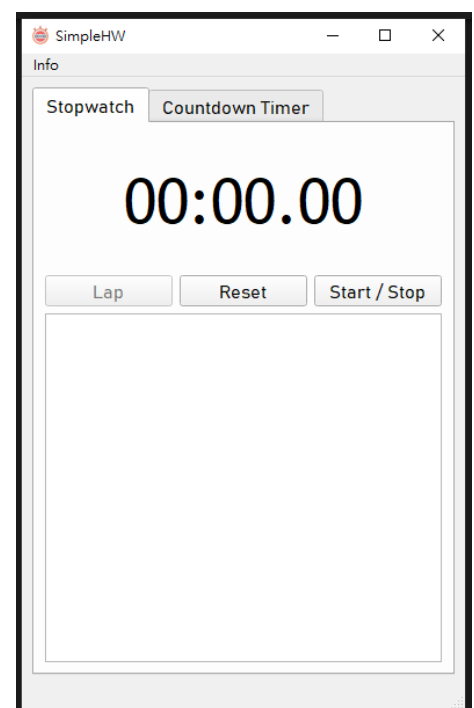 SimpleHW
Info
Stopwatch Countdown Timer
00:00.00
Lap Reset Start / Stop